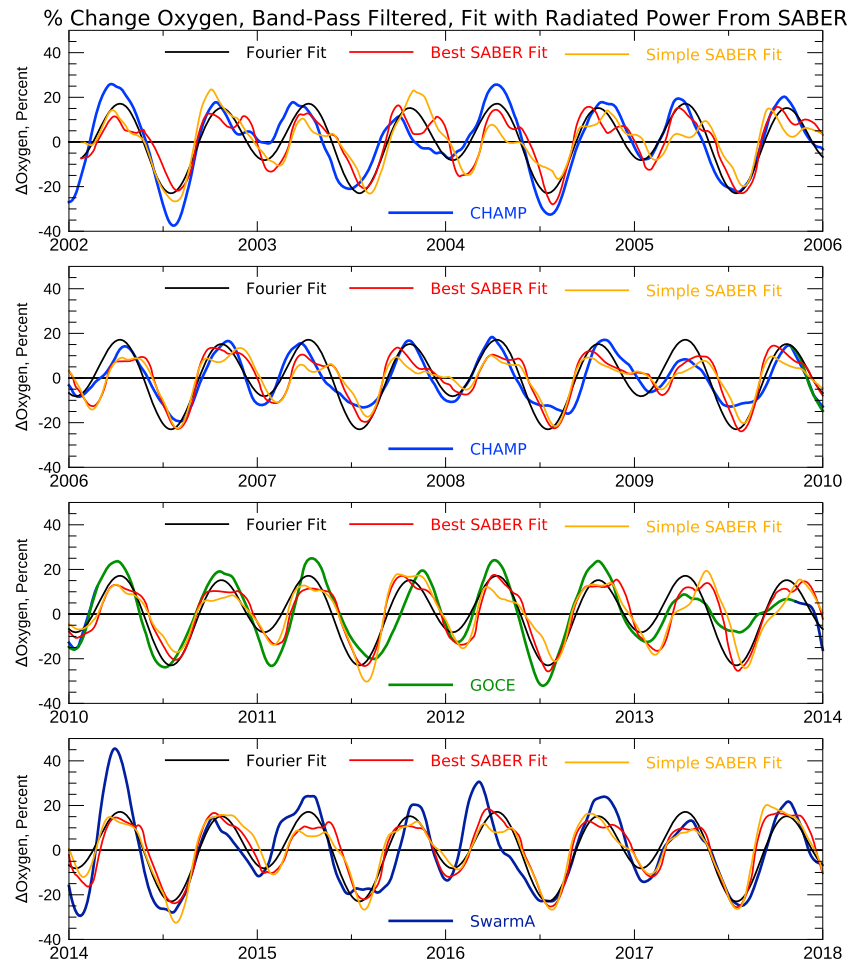 % Change Oxygen, Band-Pass Filtered, Fit with Radiated Power From SABER
Fourier Fit Best SABER Fit Simple SABER Fit
40
20
0
-20
-40
ΔOxygen, Percent
CHAMP
2002 2003 2004 2005 2006
Fourier Fit Best SABER Fit Simple SABER Fit
40
20
0
-20
-40
ΔOxygen, Percent
CHAMP
2006 2007 2008 2009 2010
Fourier Fit Best SABER Fit Simple SABER Fit
40
20
0
-20
-40
ΔOxygen, Percent
GOCE
2010 2011 2012 2013 2014
Fourier Fit Best SABER Fit Simple SABER Fit
40
20
0
-20
-40
ΔOxygen, Percent
SwarmA
2014 2015 2016 2017 2018